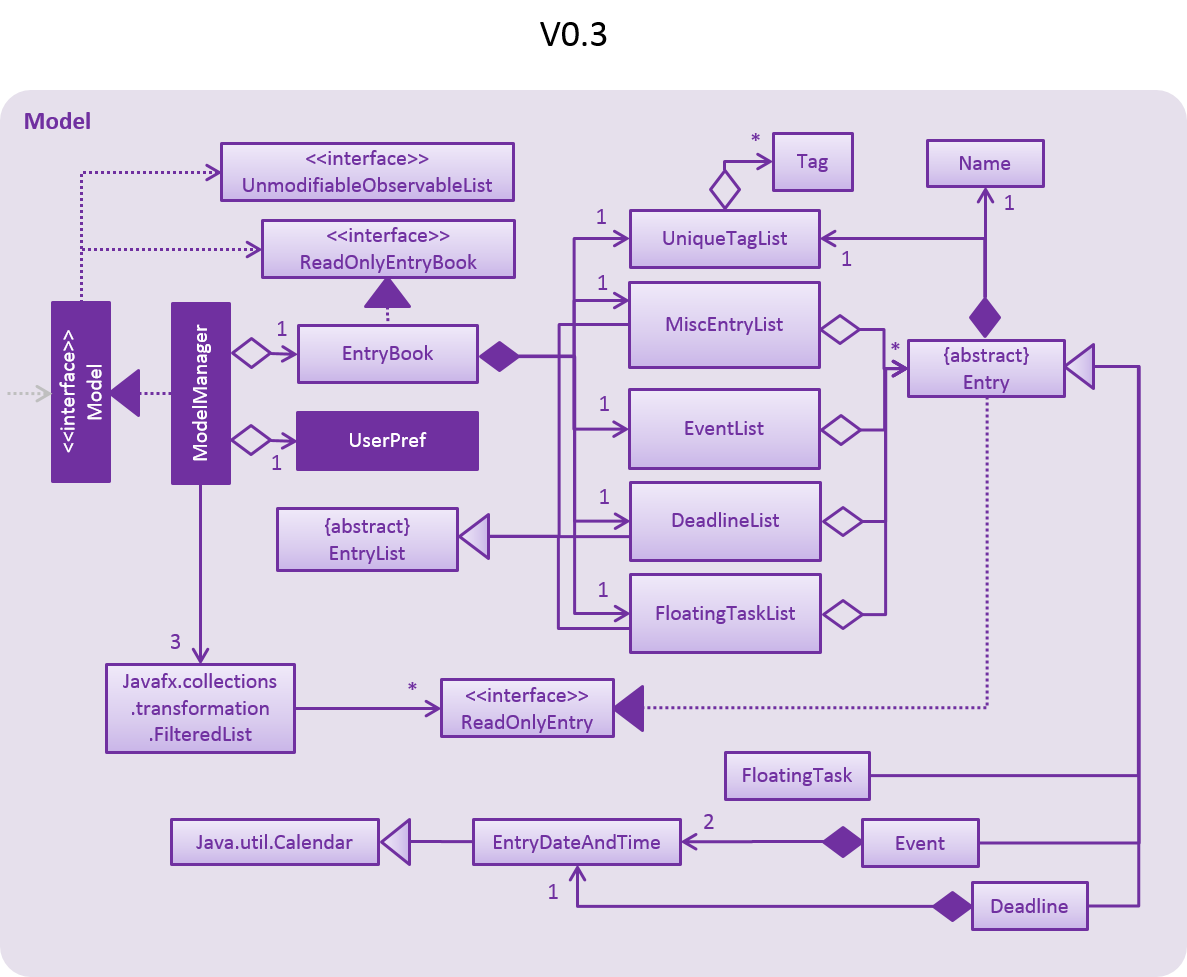 V0.3
Model
<<interface>>
UnmodifiableObservableList
<<interface>>
ReadOnlyEntryBook
*
Tag
Name
1
1
UniqueTagList
1
<<interface>>
Model
ModelManager
1
EntryBook
1
MiscEntryList
*
{abstract}
Entry
UserPref
1
1
EventList
{abstract}
EntryList
1
DeadlineList
1
FloatingTaskList
3
Javafx.collections
.transformation
.FilteredList
*
<<interface>>
ReadOnlyEntry
FloatingTask
Java.util.Calendar
EntryDateAndTime
2
Event
1
Deadline